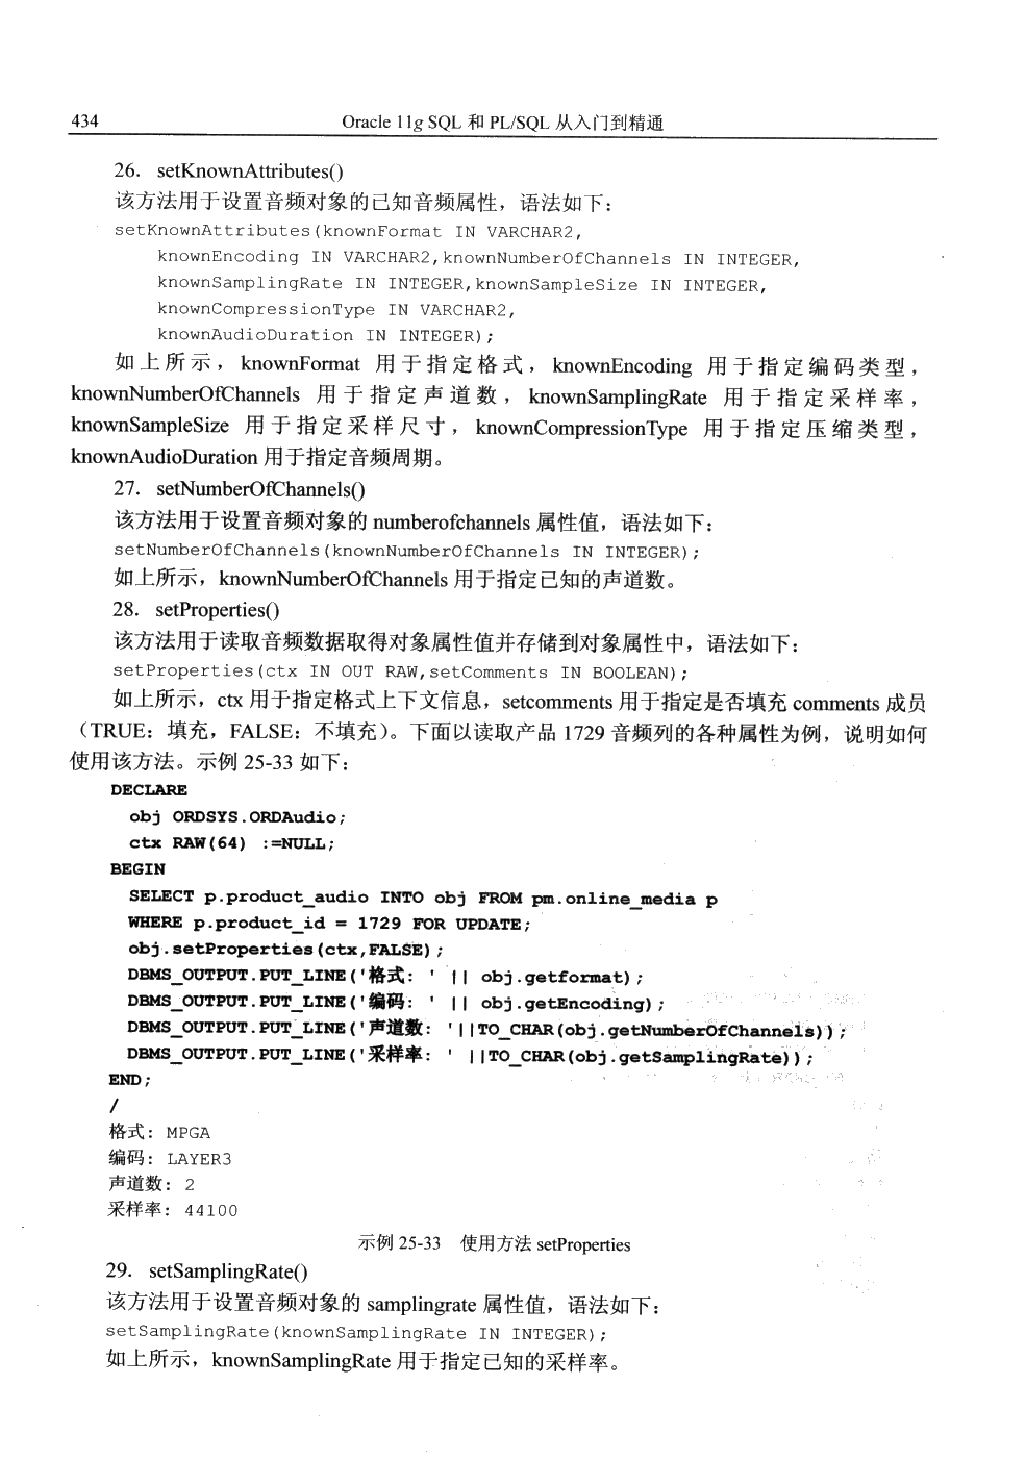 434
Oracle 11g SQL 和 PL/SQL 从入门到精通
26．setKnownAttributes()
该方法用于设置音频对象的已知音频属性，语法如下：
setKnownAttributes(knownFormat IN VARCHAR2,
knownEncoding IN VARCHAR2,knownNumberOfChannels IN INTEGER,
knownSamplingRate IN INTEGER,knownSampleSize IN INTEGER,
knownCompressionType IN VARCHAR2,
knownAudioDuration IN INTEGER);
如上所示，knownFormat 用于指定格式，knownEncoding 用于指定编码类型，
knownNumberOfChannels 用于指定声道数，knownSamplingRate 用于指定采样率，
knownSampleSize 用于指定采样尺寸，knownCompressionType 用于指定压缩类型，
knownAudioDuration 用于指定音频周期。
27．setNumberOfChannels()
该方法用于设置音频对象的 numberofchannels 属性值，语法如下：
setNumberOfChannels(knownNumberOfChannels IN INTEGER);
如上所示，knownNumberOfChannels 用于指定已知的声道数。
28．setProperties()
该方法用于读取音频数据取得对象属性值并存储到对象属性中，语法如下：
setProperties(ctx IN OUT RAW,setComments IN BOOLEAN);
如上所示，ctx 用于指定格式上下文信息，setcomments 用于指定是否填充 comments 成员
（TRUE：填充，FALSE：不填充）。下面以读取产品 1729 音频列的各种属性为例，说明如何
使用该方法。示例 25-33 如下：
DECLARE
obj ORDSYS.ORDAudio;
ctx RAW(64) :=NULL;
BEGIN
SELECT p.product_audio INTO obj FROM pm.online_media p
WHERE p.product_id = 1729 FOR UPDATE;
obj.setProperties(ctx,FALSE);
DBMS_OUTPUT.PUT_LINE('格式：' || obj.getformat);
DBMS_OUTPUT.PUT_LINE('编码：' || obj.getEncoding);
DBMS_OUTPUT.PUT_LINE('声道数：'||TO_CHAR(obj.getNumberOfChannels));
DBMS_OUTPUT.PUT_LINE('采样率：' ||TO_CHAR(obj.getSamplingRate));
END;
/
格式：MPGA
编码：LAYER3
声道数：2
采样率：44100
示例 25-33 使用方法 setProperties
29．setSamplingRate()
该方法用于设置音频对象的 samplingrate 属性值，语法如下：
setSamplingRate(knownSamplingRate IN INTEGER);
如上所示，knownSamplingRate 用于指定已知的采样率。